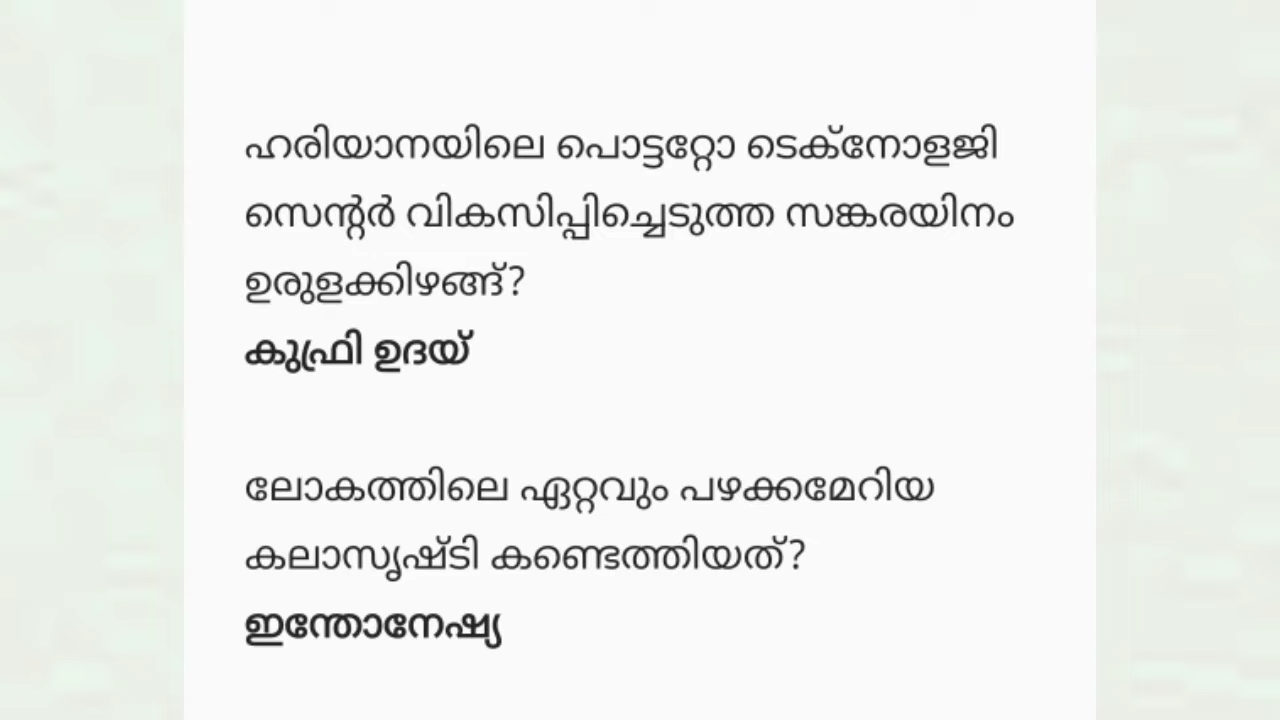 ഹരിയാനയിലെ പൊട്ടറ്റോ ടെക്നോളജി
സെന്റർ വികസിപ്പിച്ചെടുത്ത സങ്കരയിനം
ഉരുളക്കിഴങ്ങ്?
കുഫ്രി ഉദയ്
ലോകത്തിലെ ഏറ്റവും പഴക്കമേറിയ
കലാസൃഷ്ടി കണ്ടെത്തിയത്?
ഇന്തോനേഷ്യ